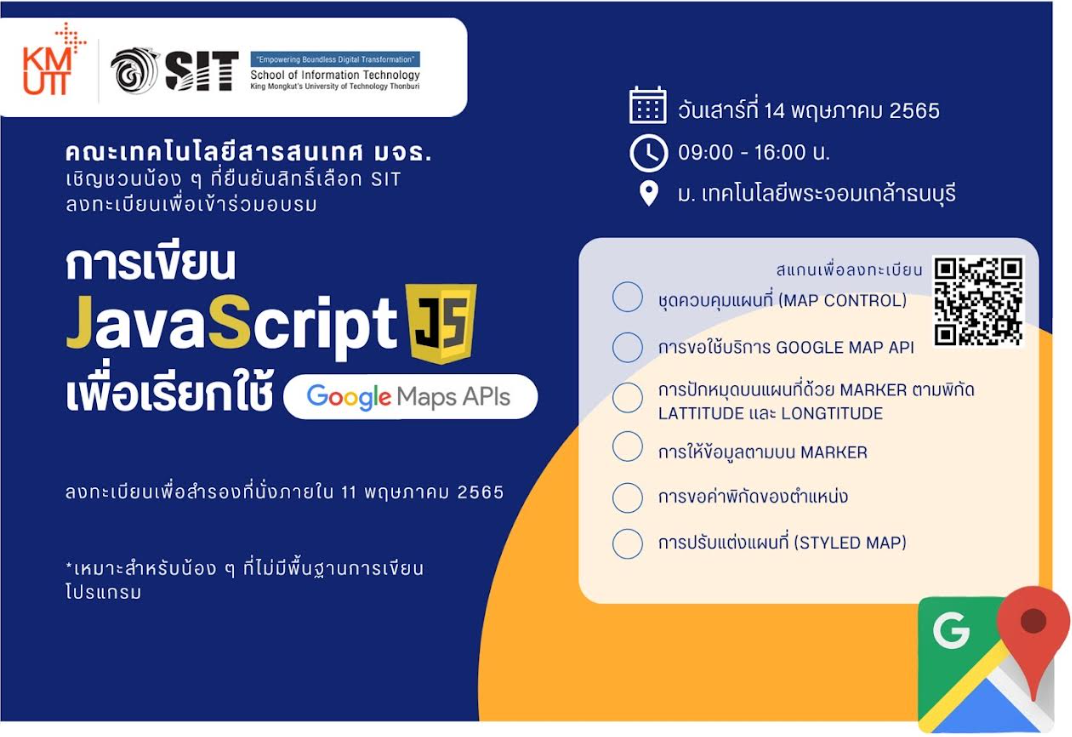 KM
UTT
SIT
"Empowering Boundless Digital Transformation"
School of Information Technology
King Mongkut's University of Technology Thonburi
คณะเทคโนโลยีสารสนเทศ มจธ.
เชิญชวนน้อง ๆ ที่ยืนยันสิทธิ์เลือก SIT
ลงทะเบียนเพื่อเข้าร่วมอบรม
การเขียน
JavaScript JS
เพื่อเรียกใช้ Google Maps APIs
ลงทะเบียนเพื่อสำรองที่นั่งภายใน 11 พฤษภาคม 2565
*เหมาะสำหรับน้อง ๆ ที่ไม่มีพื้นฐานการเขียน
โปรแกรม
วันเสาร์ที่ 14 พฤษภาคม 2565
09:00 - 16:00 น.
ม. เทคโนโลยีพระจอมเกล้าธนบุรี
สแกนเพื่อลงทะเบียน
ชุดควบคุมแผนที่ (MAP CONTROL)
การขอใช้บริการ GOOGLE MAP API
การปักหมุดบนแผนที่ด้วย MARKER ตามพิกัด
LATTITUDE และ LONGTITUDE
การให้ข้อมูลตามบน MARKER
การขอค่าพิกัดของตำแหน่ง
การปรับแต่งแผนที่ (STYLED MAP)
G